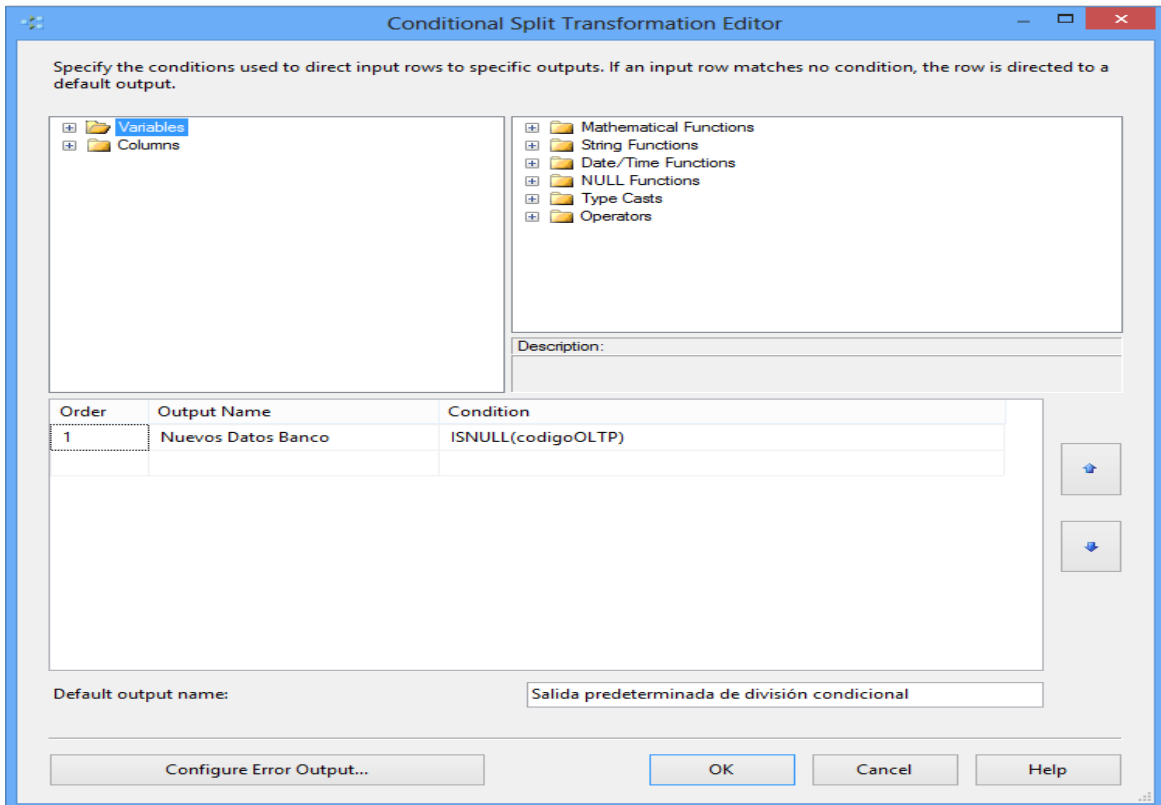 Conditional Split Transformation Editor
Specify the conditions used to direct input rows to specific outputs. If an input row matches no condition, the row is directed to a
default output.
Variables
Columns
Mathematical Functions
String Functions
Date/Time Functions
NULL Functions
Type Casts
Operators
Description:
Order Output Name Condition
1 Nuevos Datos Banco ISNULL(codigoOLTP)
Default output name: Salida predeterminada de división condicional
Configure Error Output... OK Cancel Help